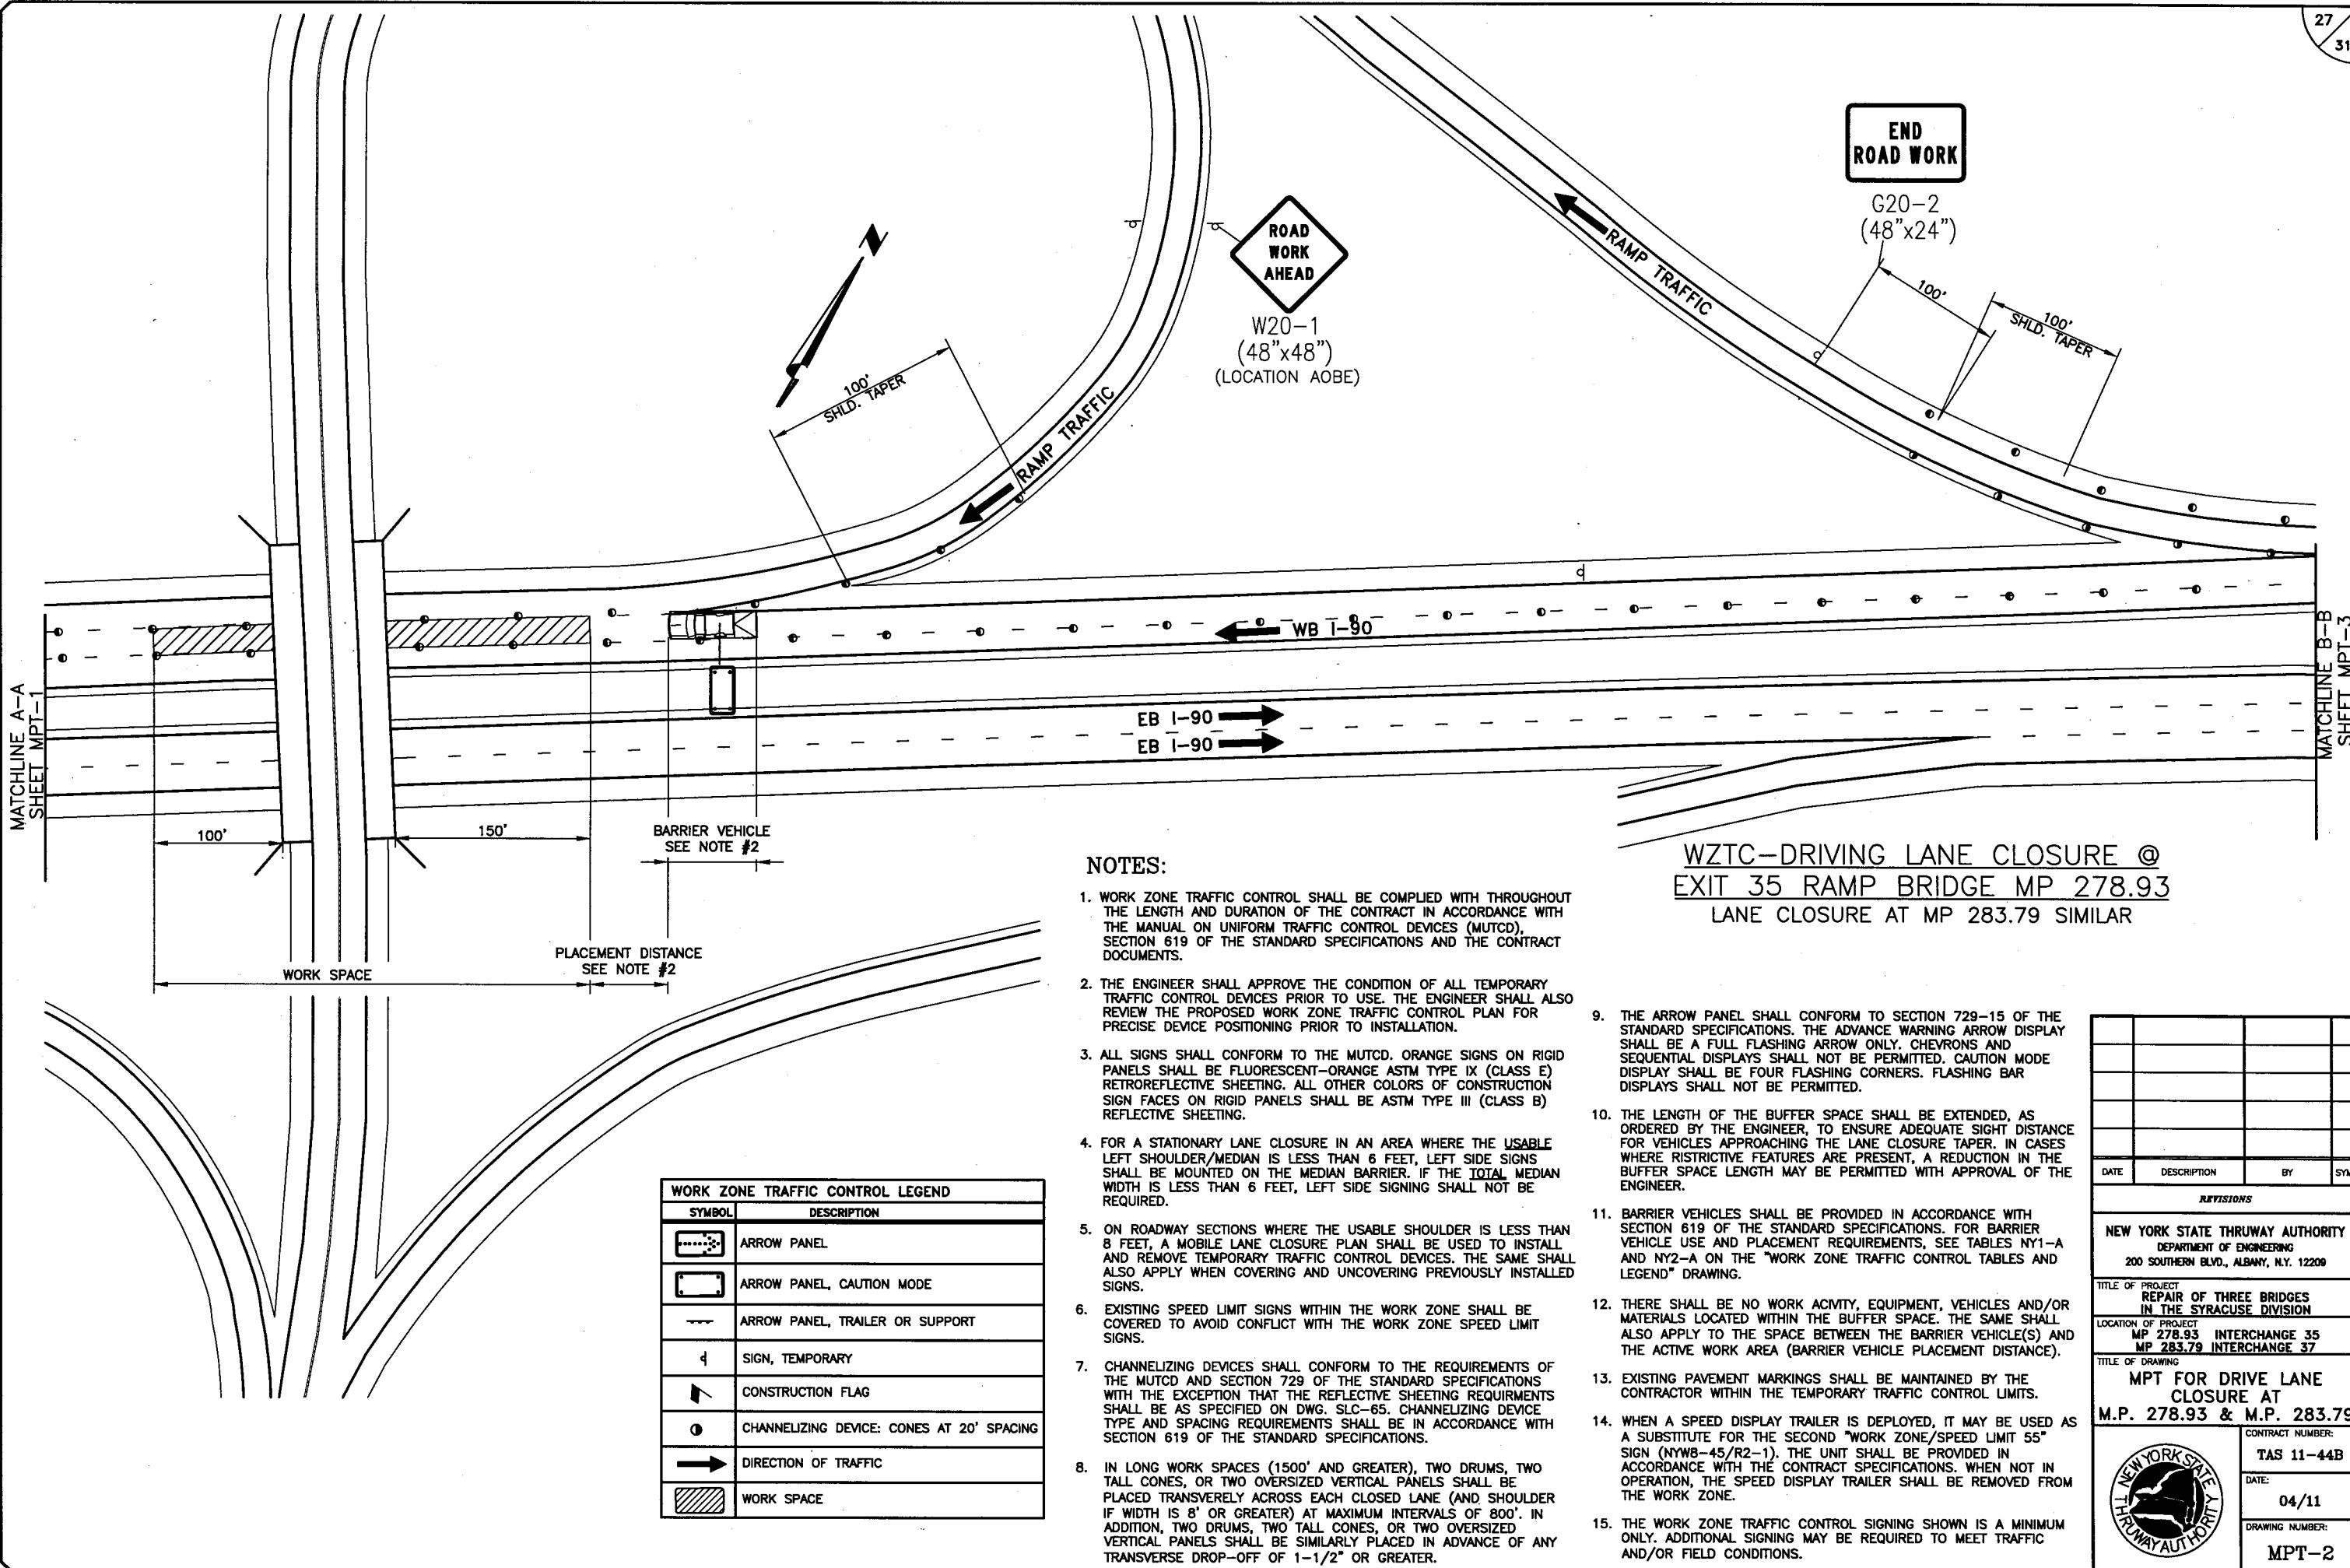 27
31
END
ROAD WORK
G20-2
(48"x24")
100'
100'
SHLD. TAPER
ROAD
WORK
AHEAD
W20-1
(48"x48")
(LOCATION AOBE)
RAMP TRAFFIC
N
100'
SHLD. TAPER
RAMP TRAFFIC
WB I-90
EB I-90
EB I-90
MATCHLINE A-A
SHEET MPT-1
MATCHLINE B-B
SHEET MPT-3
100'
150'
BARRIER VEHICLE
SEE NOTE #2
PLACEMENT DISTANCE
SEE NOTE #2
WORK SPACE
WZTC-DRIVING LANE CLOSURE @
EXIT 35 RAMP BRIDGE MP 278.93
LANE CLOSURE AT MP 283.79 SIMILAR
NOTES:
1. WORK ZONE TRAFFIC CONTROL SHALL BE COMPLIED WITH THROUGHOUT
THE LENGTH AND DURATION OF THE CONTRACT IN ACCORDANCE WITH
THE MANUAL ON UNIFORM TRAFFIC CONTROL DEVICES (MUTCD),
SECTION 619 OF THE STANDARD SPECIFICATIONS AND THE CONTRACT
DOCUMENTS.
2. THE ENGINEER SHALL APPROVE THE CONDITION OF ALL TEMPORARY
TRAFFIC CONTROL DEVICES PRIOR TO USE. THE ENGINEER SHALL ALSO
REVIEW THE PROPOSED WORK ZONE TRAFFIC CONTROL PLAN FOR
PRECISE DEVICE POSITIONING PRIOR TO INSTALLATION.
3. ALL SIGNS SHALL CONFORM TO THE MUTCD. ORANGE SIGNS ON RIGID
PANELS SHALL BE FLUORESCENT-ORANGE ASTM TYPE IX (CLASS E)
RETROREFLECTIVE SHEETING. ALL OTHER COLORS OF CONSTRUCTION
SIGN FACES ON RIGID PANELS SHALL BE ASTM TYPE III (CLASS B)
REFLECTIVE SHEETING.
4. FOR A STATIONARY LANE CLOSURE IN AN AREA WHERE THE USABLE
LEFT SHOULDER/MEDIAN IS LESS THAN 6 FEET, LEFT SIDE SIGNS
SHALL BE MOUNTED ON THE MEDIAN BARRIER. IF THE TOTAL MEDIAN
WIDTH IS LESS THAN 6 FEET, LEFT SIDE SIGNING SHALL NOT BE
REQUIRED.
5. ON ROADWAY SECTIONS WHERE THE USABLE SHOULDER IS LESS THAN
8 FEET, A MOBILE LANE CLOSURE PLAN SHALL BE USED TO INSTALL
AND REMOVE TEMPORARY TRAFFIC CONTROL DEVICES. THE SAME SHALL
ALSO APPLY WHEN COVERING AND UNCOVERING PREVIOUSLY INSTALLED
SIGNS.
6. EXISTING SPEED LIMIT SIGNS WITHIN THE WORK ZONE SHALL BE
COVERED TO AVOID CONFLICT WITH THE WORK ZONE SPEED LIMIT
SIGNS.
7. CHANNELIZING DEVICES SHALL CONFORM TO THE REQUIREMENTS OF
THE MUTCD AND SECTION 729 OF THE STANDARD SPECIFICATIONS
WITH THE EXCEPTION THAT THE REFLECTIVE SHEETING REQUIRMENTS
SHALL BE AS SPECIFIED ON DWG. SLC-65. CHANNELIZING DEVICE
TYPE AND SPACING REQUIREMENTS SHALL BE IN ACCORDANCE WITH
SECTION 619 OF THE STANDARD SPECIFICATIONS.
8. IN LONG WORK SPACES (1500' AND GREATER), TWO DRUMS, TWO
TALL CONES, OR TWO OVERSIZED VERTICAL PANELS SHALL BE
PLACED TRANSVERELY ACROSS EACH CLOSED LANE (AND SHOULDER
IF WIDTH IS 8' OR GREATER) AT MAXIMUM INTERVALS OF 800'. IN
ADDITION, TWO DRUMS, TWO TALL CONES, OR TWO OVERSIZED
VERTICAL PANELS SHALL BE SIMILARLY PLACED IN ADVANCE OF ANY
TRANSVERSE DROP-OFF OF 1-1/2" OR GREATER.
9. THE ARROW PANEL SHALL CONFORM TO SECTION 729-15 OF THE
STANDARD SPECIFICATIONS. THE ADVANCE WARNING ARROW DISPLAY
SHALL BE A FULL FLASHING ARROW ONLY. CHEVRONS AND
SEQUENTIAL DISPLAYS SHALL NOT BE PERMITTED. CAUTION MODE
DISPLAY SHALL BE FOUR FLASHING CORNERS. FLASHING BAR
DISPLAYS SHALL NOT BE PERMITTED.
10. THE LENGTH OF THE BUFFER SPACE SHALL BE EXTENDED, AS
ORDERED BY THE ENGINEER, TO ENSURE ADEQUATE SIGHT DISTANCE
FOR VEHICLES APPROACHING THE LANE CLOSURE TAPER. IN CASES
WHERE RISTRICTIVE FEATURES ARE PRESENT, A REDUCTION IN THE
BUFFER SPACE LENGTH MAY BE PERMITTED WITH APPROVAL OF THE
ENGINEER.
11. BARRIER VEHICLES SHALL BE PROVIDED IN ACCORDANCE WITH
SECTION 619 OF THE STANDARD SPECIFICATIONS. FOR BARRIER
VEHICLE USE AND PLACEMENT REQUIREMENTS, SEE TABLES NY1-A
AND NY2-A ON THE "WORK ZONE TRAFFIC CONTROL TABLES AND
LEGEND" DRAWING.
12. THERE SHALL BE NO WORK ACIVITY, EQUIPMENT, VEHICLES AND/OR
MATERIALS LOCATED WITHIN THE BUFFER SPACE. THE SAME SHALL
ALSO APPLY TO THE SPACE BETWEEN THE BARRIER VEHICLE(S) AND
THE ACTIVE WORK AREA (BARRIER VEHICLE PLACEMENT DISTANCE).
13. EXISTING PAVEMENT MARKINGS SHALL BE MAINTAINED BY THE
CONTRACTOR WITHIN THE TEMPORARY TRAFFIC CONTROL LIMITS.
14. WHEN A SPEED DISPLAY TRAILER IS DEPLOYED, IT MAY BE USED AS
A SUBSTITUTE FOR THE SECOND "WORK ZONE/SPEED LIMIT 55"
SIGN (NYW8-45/R2-1). THE UNIT SHALL BE PROVIDED IN
ACCORDANCE WITH THE CONTRACT SPECIFICATIONS. WHEN NOT IN
OPERATION, THE SPEED DISPLAY TRAILER SHALL BE REMOVED FROM
THE WORK ZONE.
15. THE WORK ZONE TRAFFIC CONTROL SIGNING SHOWN IS A MINIMUM
ONLY. ADDITIONAL SIGNING MAY BE REQUIRED TO MEET TRAFFIC
AND/OR FIELD CONDITIONS.
WORK ZONE TRAFFIC CONTROL LEGEND
SYMBOL DESCRIPTION
ARROW PANEL
ARROW PANEL, CAUTION MODE
ARROW PANEL, TRAILER OR SUPPORT
SIGN, TEMPORARY
CONSTRUCTION FLAG
CHANNELIZING DEVICE: CONES AT 20' SPACING
DIRECTION OF TRAFFIC
WORK SPACE
DATE DESCRIPTION BY
REVISIONS
NEW YORK STATE THRUWAY AUTHORITY
DEPARTMENT OF ENGINEERING
200 SOUTHERN BLVD., ALBANY, N.Y. 12209
TITLE OF PROJECT
REPAIR OF THREE BRIDGES
IN THE SYRACUSE DIVISION
LOCATION OF PROJECT
MP 278.93 INTERCHANGE 35
MP 283.79 INTERCHANGE 37
TITLE OF DRAWING
MPT FOR DRIVE LANE
CLOSURE AT
M.P. 278.93 & M.P. 283.79
NEW YORK STATE
THRUWAY AUTHORITY
CONTRACT NUMBER:
TAS 11-44B
DATE:
04/11
DRAWING NUMBER:
MPT-2